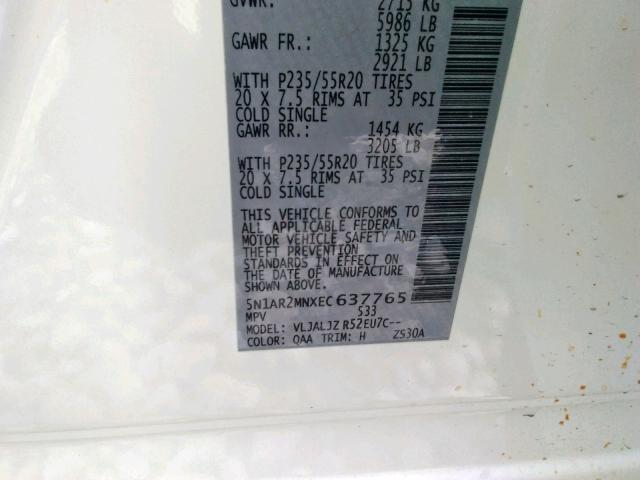 GVWR: 2715 KG
5986 LB
GAWR FR.: 1325 KG
2921 LB
WITH P235/55R20 TIRES
20 X 7.5 RIMS AT 35 PSI
COLD SINGLE
GAWR RR.: 1454 KG
3205 LB
WITH P235/55R20 TIRES
20 X 7.5 RIMS AT 35 PSI
COLD SINGLE
THIS VEHICLE CONFORMS TO
ALL APPLICABLE FEDERAL
MOTOR VEHICLE SAFETY AND
THEFT PREVENTION
STANDARDS IN EFFECT ON
THE DATE OF MANUFACTURE
SHOWN ABOVE.
5N1AR2MNXEC637765
MPV 533
MODEL: VLJALJZ R52EU7C--
COLOR: QAA TRIM: H ZS30A